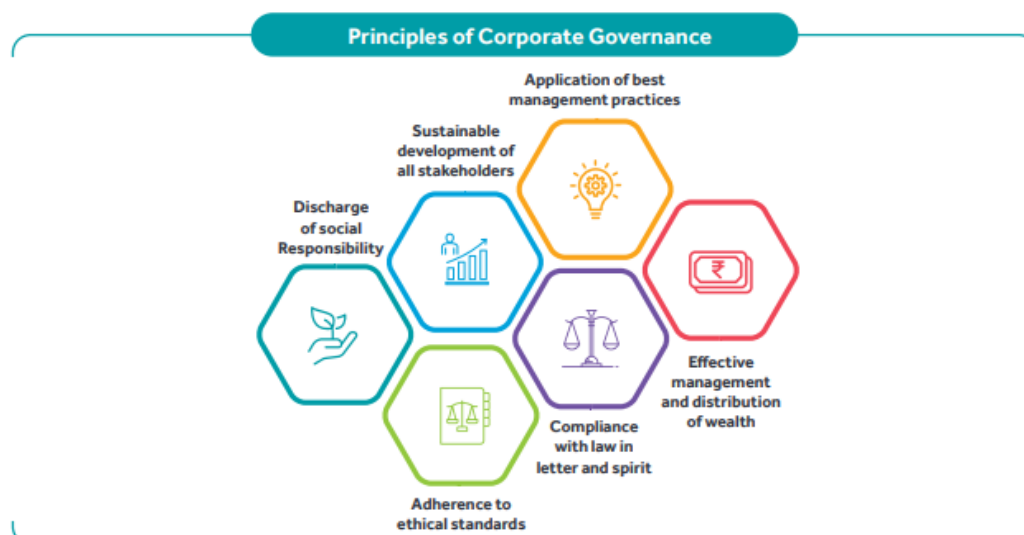 Principles of Corporate Governance
Application of best
management practices
Sustainable
development of
all stakeholders
Discharge
of social
Responsibility
₹
Effective
management
and distribution
of wealth
Compliance
with law in
letter and spirit
Adherence to
ethical standards